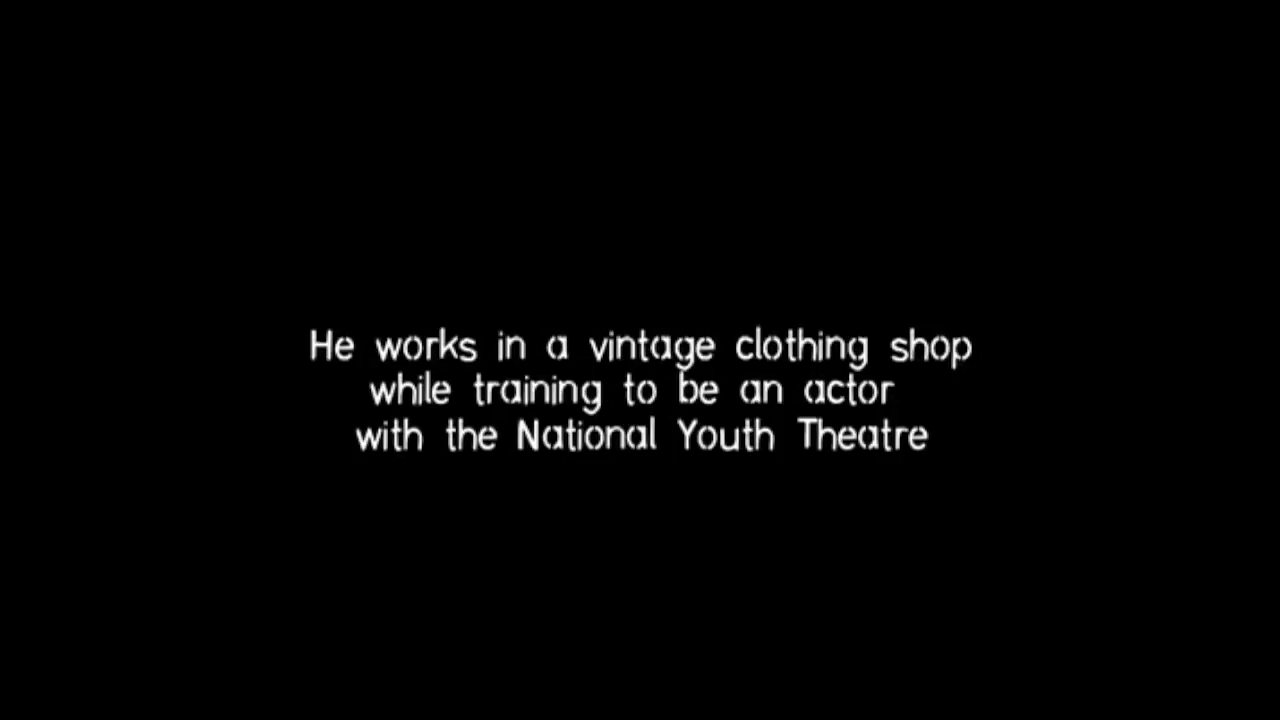 He works in a vintage clothing shop
while training to be an actor
with the National Youth Theatre